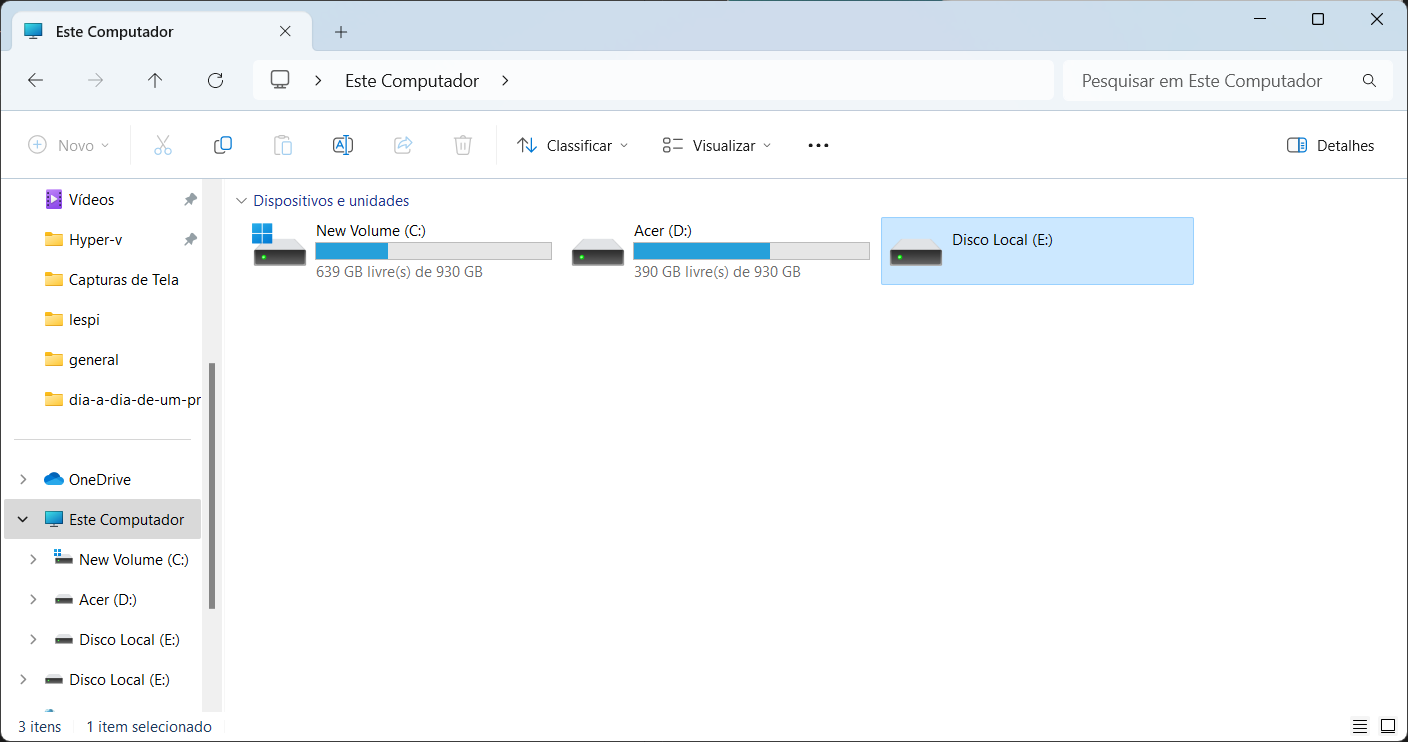 Este Computador
Este Computador
Pesquisar em Este Computador
Novo
Classificar
Visualizar
Detalhes
Vídeos
Hyper-v
Capturas de Tela
lespi
general
dia-a-dia-de-um-pr
OneDrive
Este Computador
New Volume (C:)
Acer (D:)
Disco Local (E:)
Disco Local (E:)
Dispositivos e unidades
New Volume (C:)
639 GB livre(s) de 930 GB
Acer (D:)
390 GB livre(s) de 930 GB
Disco Local (E:)
3 itens
1 item selecionado